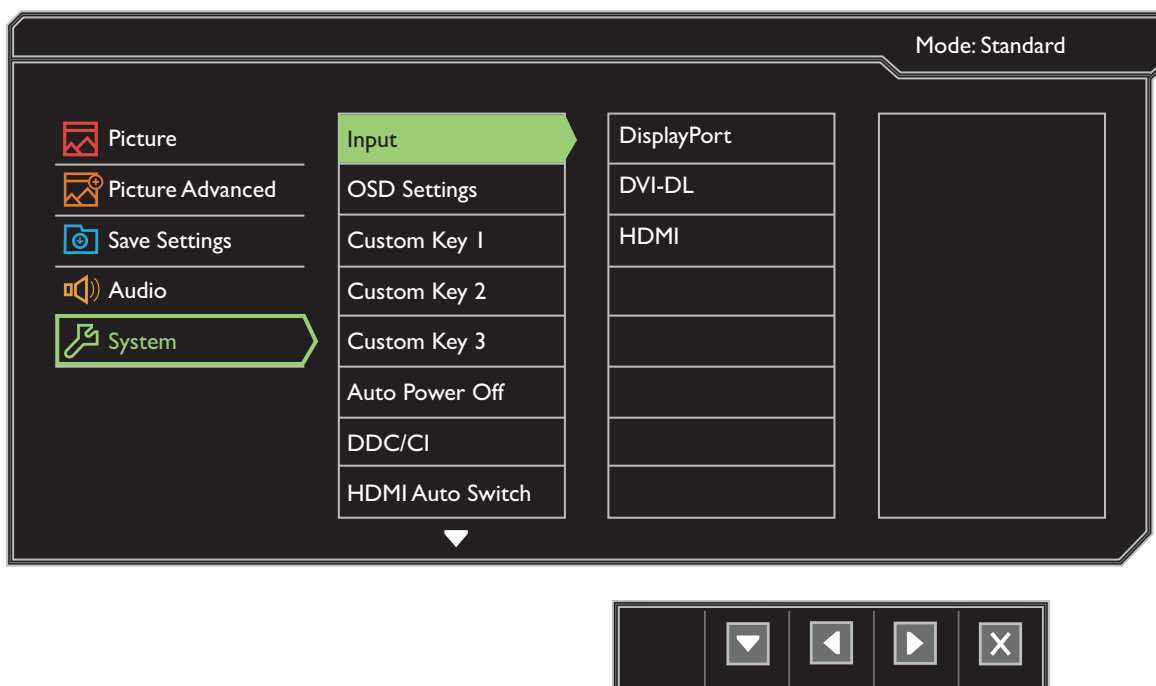 Mode: Standard
Picture
Picture Advanced
Save Settings
Audio
System
Input
OSD Settings
Custom Key 1
Custom Key 2
Custom Key 3
Auto Power Off
DDC/CI
HDMI Auto Switch
DisplayPort
DVI-DL
HDMI